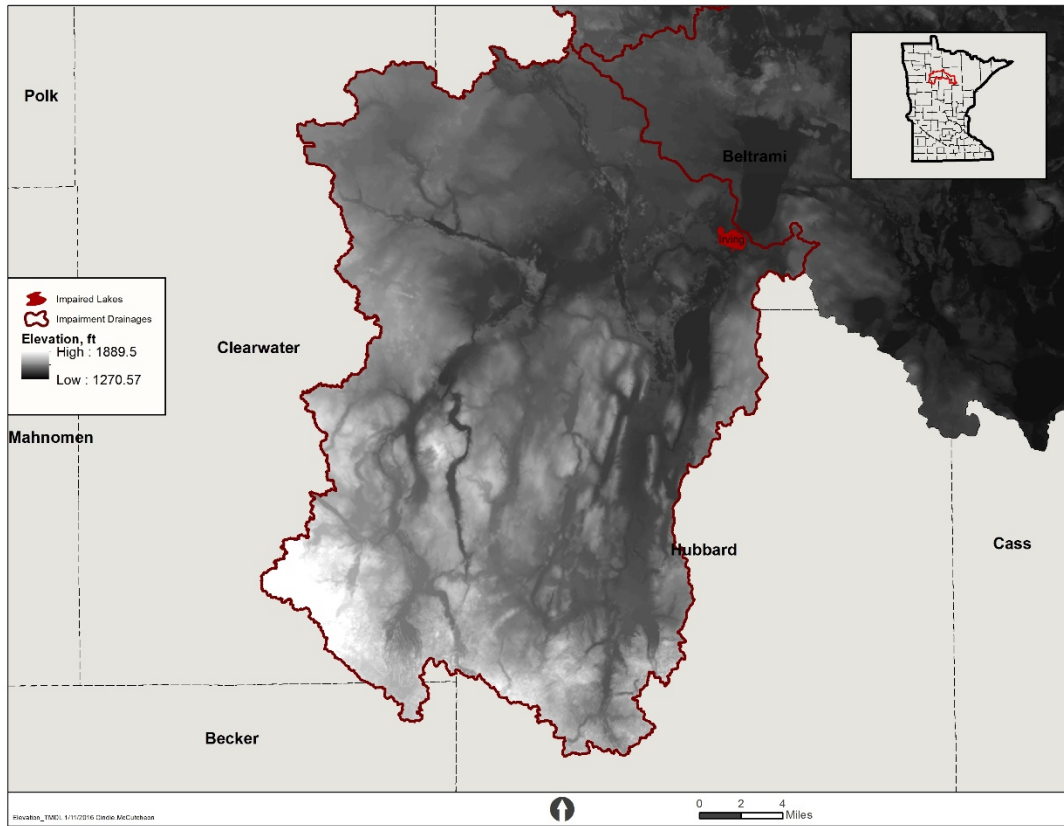 Polk
Beltrami
Irving
Impaired Lakes
Impairment Drainages
Elevation, ft
High : 1889.5
Low : 1270.57
Clearwater
Mahnomen
Hubbard
Cass
Becker
Elevation_TMDL 1/11/2016 Cindie McCutcheon
0 2 4
Miles